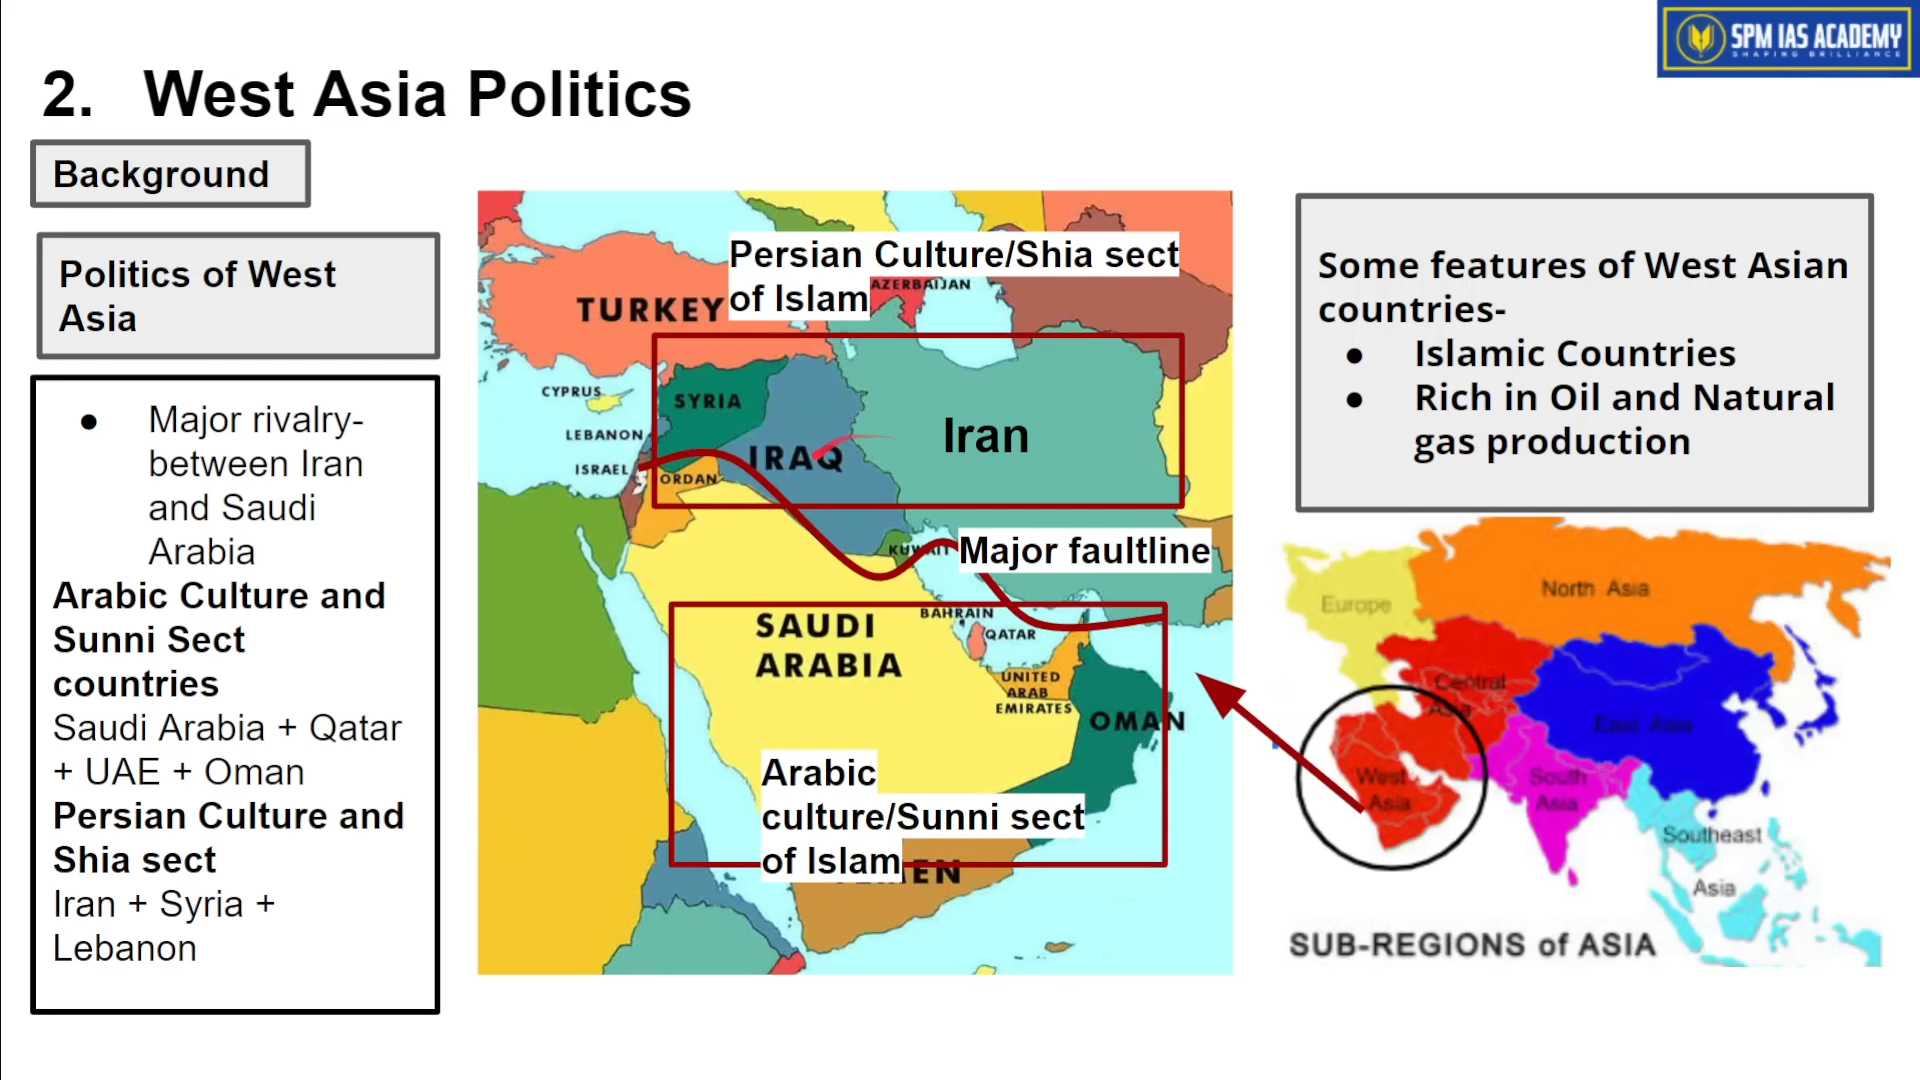 SPM IAS ACADEMY
SHAPING BRILLIANCE
2. West Asia Politics
Background
Politics of West
Asia
● Major rivalry-
between Iran
and Saudi
Arabia
Arabic Culture and
Sunni Sect
countries
Saudi Arabia + Qatar
+ UAE + Oman
Persian Culture and
Shia sect
Iran + Syria +
Lebanon
Persian Culture/Shia sect
of Islam
AZERBAIJAN
TURKEY
CYPRUS
SYRIA
LEBANON
IRAQ
Iran
ISRAEL
ORDAN
KUWAIT
Major faultline
BAHRAIN
SAUDI
ARABIA
QATAR
UNITED
ARAB
EMIRATES
OMAN
Arabic
culture/Sunni sect
of Islam
EN
Some features of West Asian
countries-
● Islamic Countries
● Rich in Oil and Natural
gas production
North Asia
Europe
Central
Asia
East Asia
West
Asia
South
Asia
Southeast
Asia
SUB-REGIONS of ASIA